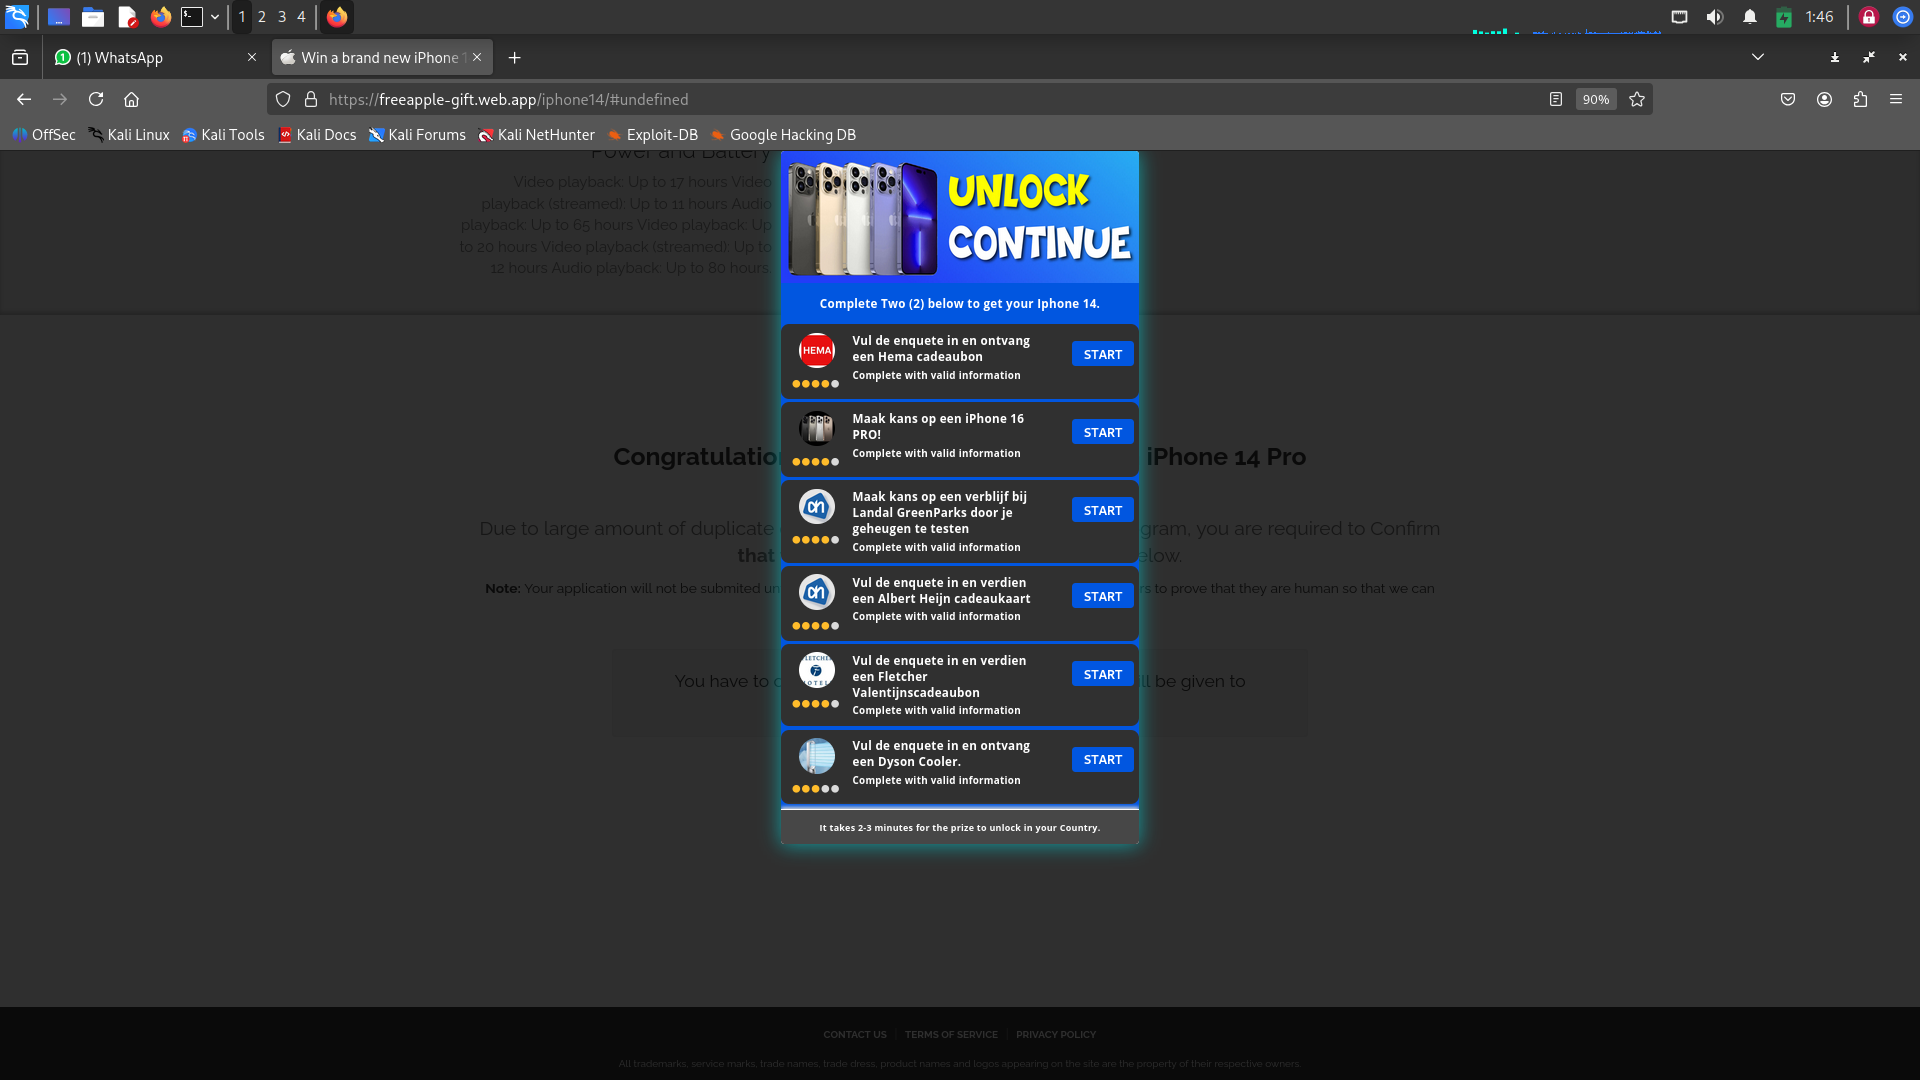 1 2 3 4
1:46
(1) WhatsApp
Win a brand new iPhone 1
https://freeapple-gift.web.app/iphone14/#undefined
90%
OffSec Kali Linux Kali Tools Kali Docs Kali Forums Kali NetHunter Exploit-DB Google Hacking DB
Power and Battery
Video playback: Up to 17 hours Video
playback (streamed): Up to 11 hours Audio
playback: Up to 65 hours Video playback: Up
to 20 hours Video playback (streamed): Up to
12 hours Audio playback: Up to 80 hours
UNLOCK
CONTINUE
Complete Two (2) below to get your Iphone 14.
HEMA
Vul de enquete in en ontvang
een Hema cadeaubon
Complete with valid information
START
Maak kans op een iPhone 16
PRO!
Complete with valid information
START
Maak kans op een verblijf bij
Landal GreenParks door je
geheugen te testen
Complete with valid information
START
Vul de enquete in en verdien
een Albert Heijn cadeaukaart
Complete with valid information
START
Vul de enquete in en verdien
een Fletcher
Valentijnscadeaubon
Complete with valid information
START
Vul de enquete in en ontvang
een Dyson Cooler.
Complete with valid information
START
It takes 2-3 minutes for the prize to unlock in your Country.
Congratulation iPhone 14 Pro
Due to large amount of duplicate gram, you are required to Confirm
that elow.
Note: Your application will not be submited un rs to prove that they are human so that we can
You have to ll be given to
CONTACT US TERMS OF SERVICE PRIVACY POLICY
All trademarks, service marks, trade names, trade dress, product names and logos appearing on the site are the property of their respective owners.